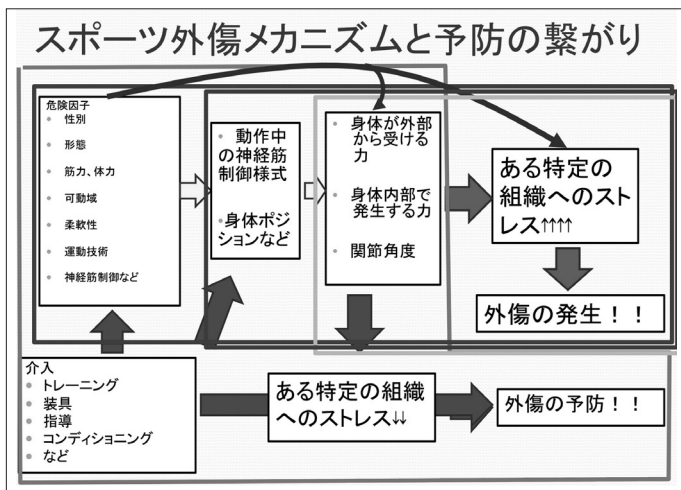 スポーツ外傷メカニズムと予防の繋がり
危険因子
• 性別
• 形態
• 筋力、体力
• 可動域
• 柔軟性
• 運動技術
• 神経筋制御など
• 動作中
の神経筋
制御様式
• 身体ポジ
ションなど
• 身体が外部
から受ける
力
• 身体内部で
発生する力
• 関節角度
ある特定の
組織へのスト
レス↑↑↑↑
外傷の発生！！
介入
• トレーニング
• 装具
• 指導
• コンディショニング
• など
ある特定の組織
へのストレス↓↓
外傷の予防！！